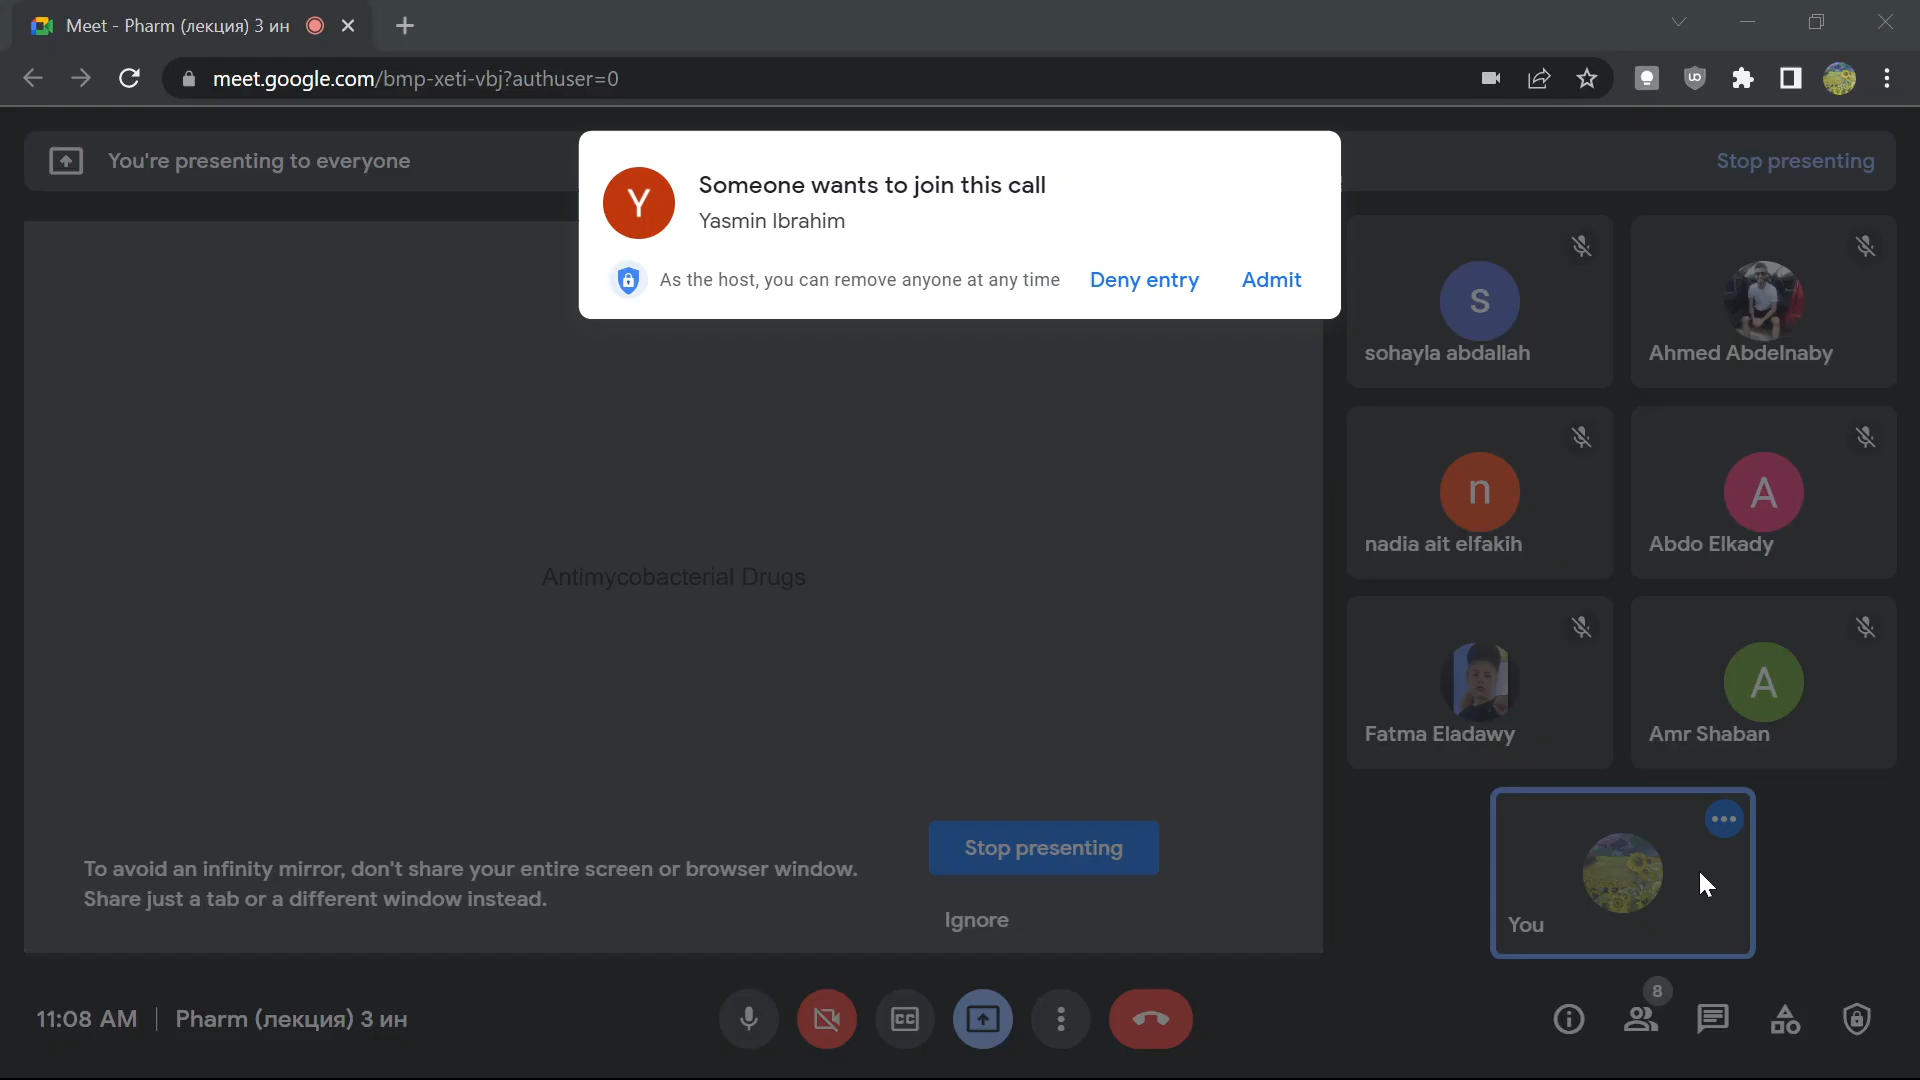 Meet - Pharm (лекция) 3 ин
meet.google.com/bmp-xeti-vbj?authuser=0
You're presenting to everyone
Stop presenting
Y
Someone wants to join this call
Yasmin Ibrahim
As the host, you can remove anyone at any time
Deny entry
Admit
s
sohayla abdallah
Ahmed Abdelnaby
n
nadia ait elfakih
A
Abdo Elkady
Antimycobacterial Drugs
Fatma Eladawy
A
Amr Shaban
To avoid an infinity mirror, don't share your entire screen or browser window.
Share just a tab or a different window instead.
Stop presenting
Ignore
You
11:08 AM
Pharm (лекция) 3 ин
CC
8